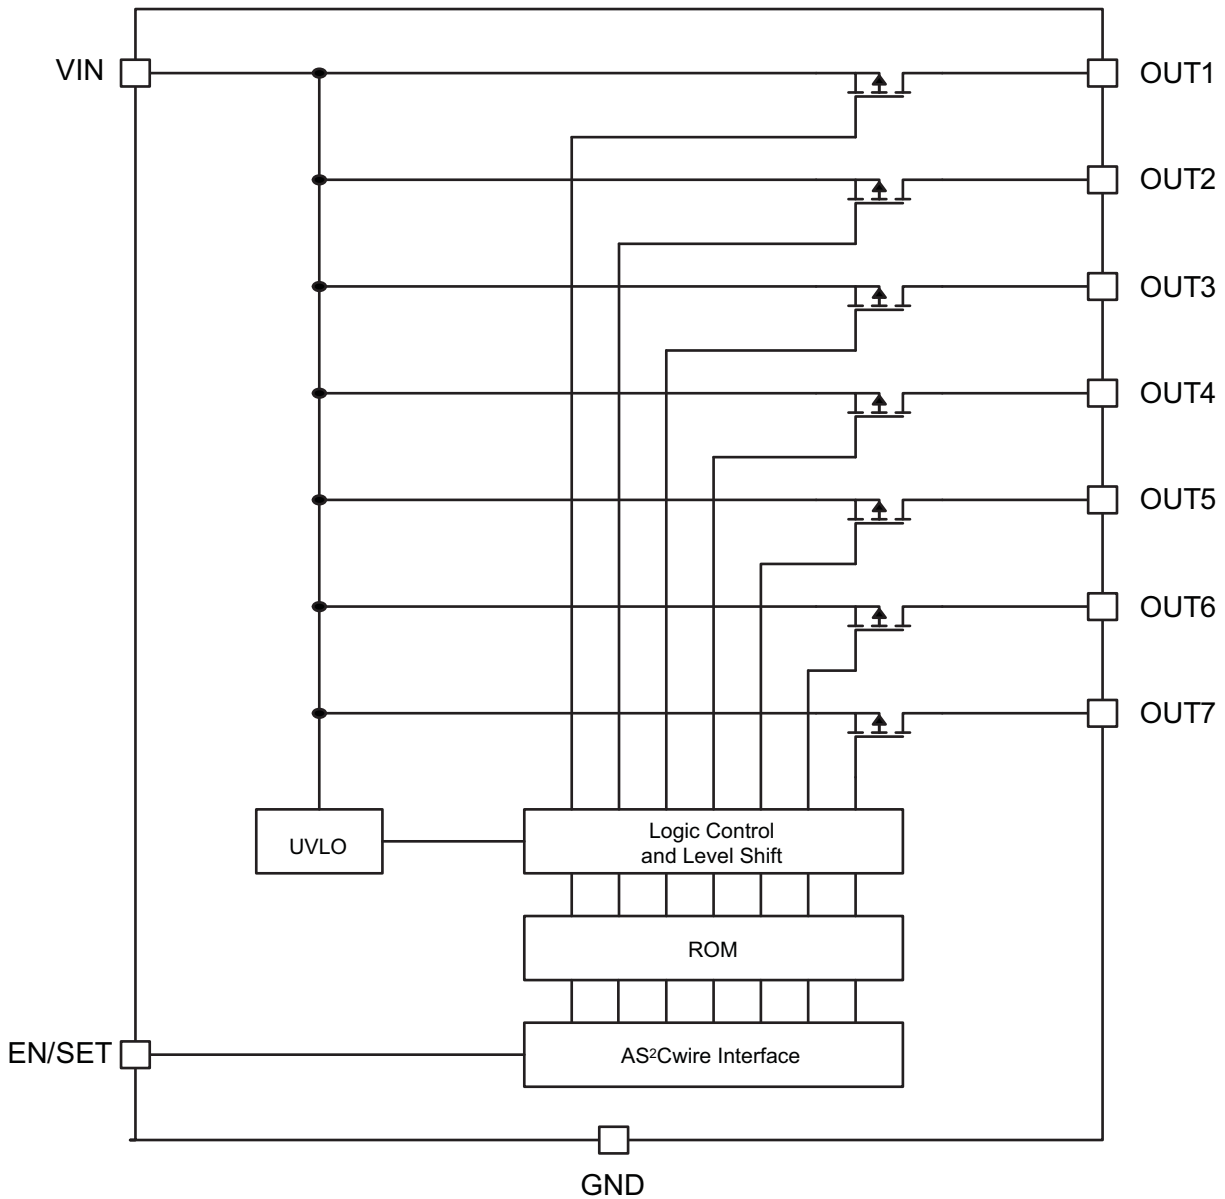 VIN
OUT1
OUT2
OUT3
OUT4
OUT5
OUT6
OUT7
UVLO
Logic Control
and Level Shift
ROM
EN/SET
AS²Cwire Interface
GND